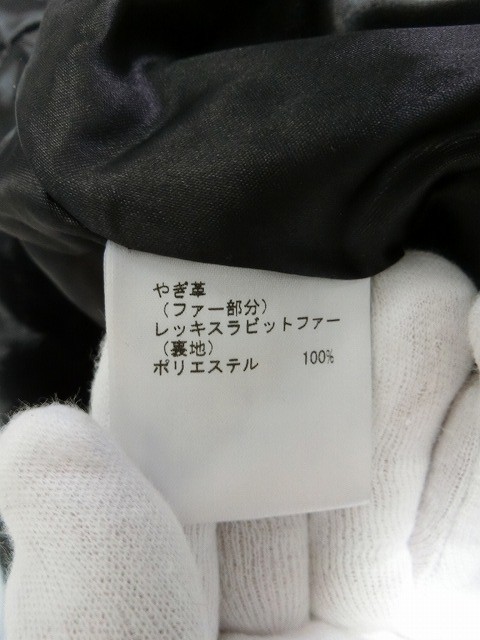 やぎ革
（ファー部分）
レッキスラビットファー
（裏地）
ポリエステル 100%